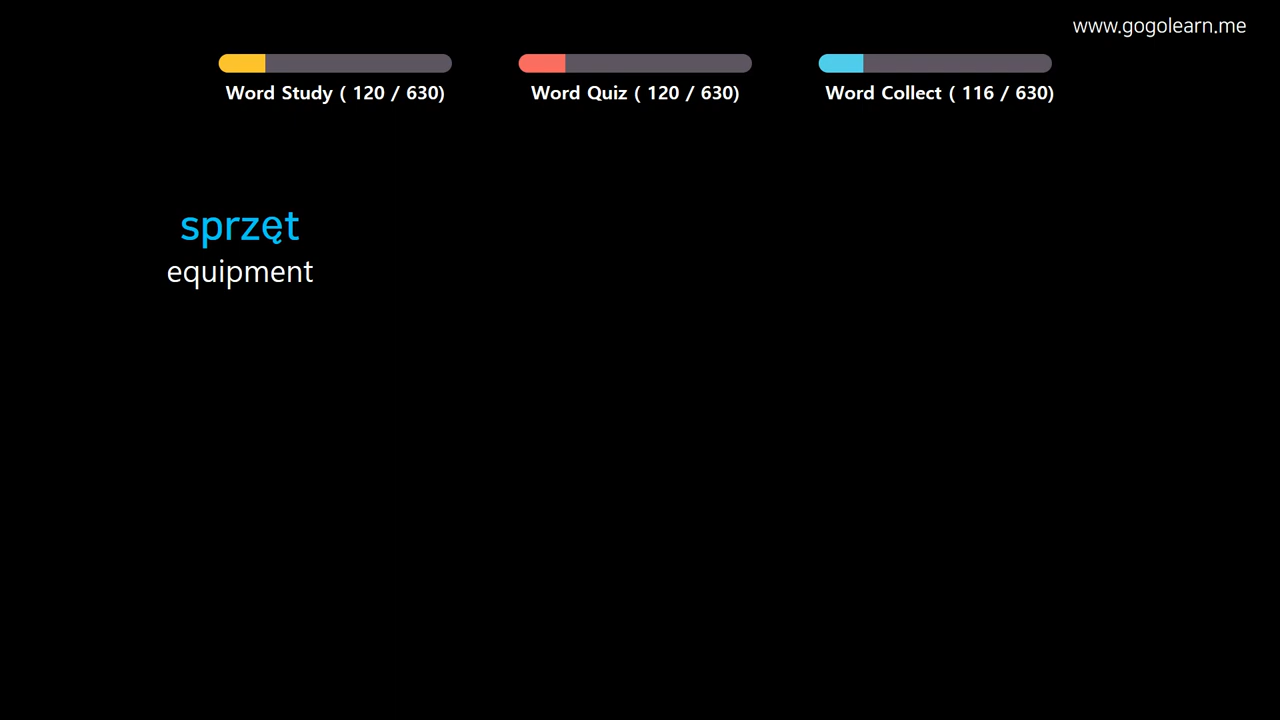 www.gogolearn.me
Word Study ( 120 / 630)
Word Quiz ( 120 / 630)
Word Collect ( 116 / 630)
sprzęt
equipment